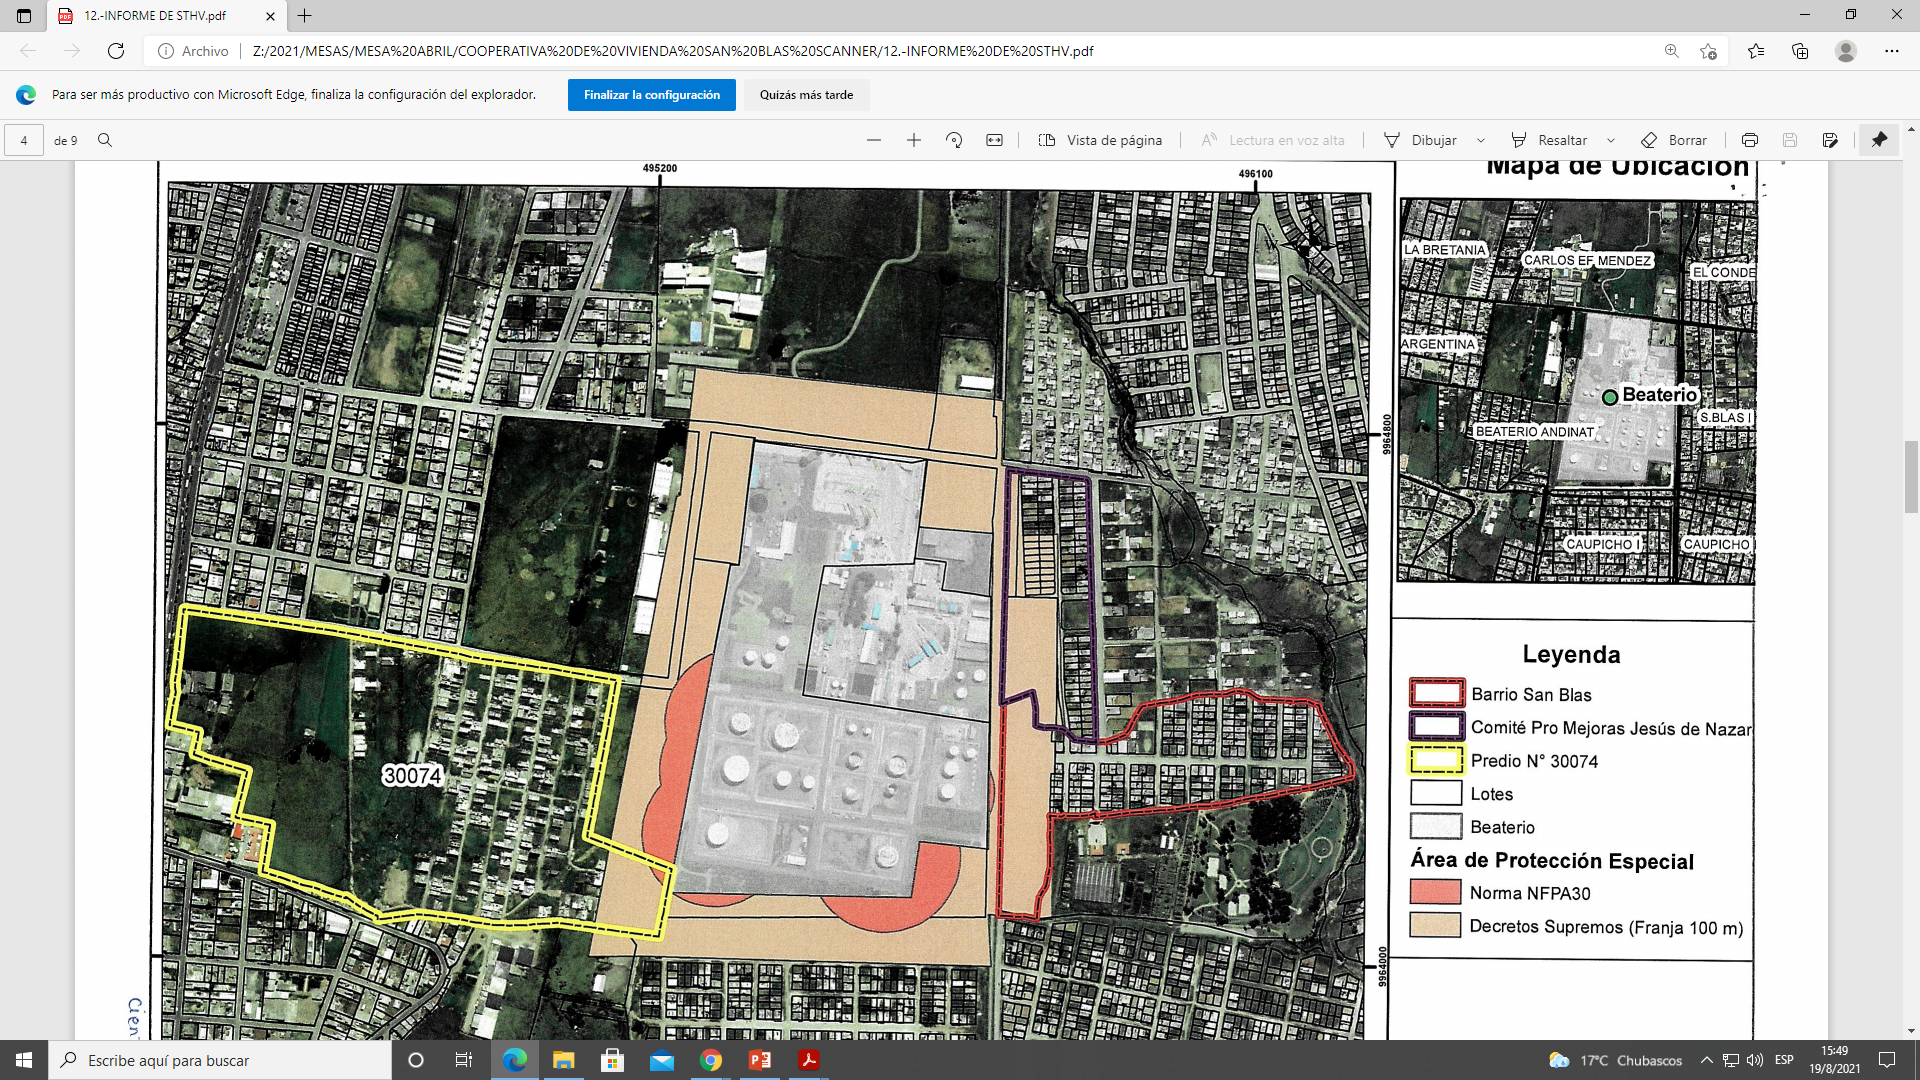 12.-INFORME DE STHV.pdf
Archivo
Z:/2021/MESAS/MESA%20ABRIL/COOPERATIVA%20DE%20VIVIENDA%20SAN%20BLAS%20SCANNER/12.-INFORME%20DE%20STHV.pdf
Para ser más productivo con Microsoft Edge, finaliza la configuración del explorador.
Finalizar la configuración
Quizás más tarde
4 de 9
Vista de página
Lectura en voz alta
Dibujar
Resaltar
Borrar
495200
496100
9964800
9964000
30074
Mapa de Ubicación
LA BRETANIA
CARLOS EF. MENDEZ
EL CONDE
ARGENTINA
Beaterio
S.BLAS I
BEATERIO ANDINAT
CAUPICHO I
CAUPICHO
Leyenda
Barrio San Blas
Comité Pro Mejoras Jesús de Nazar
Predio N° 30074
Lotes
Beaterio
Área de Protección Especial
Norma NFPA30
Decretos Supremos (Franja 100 m)
Escribe aquí para buscar
17°C Chubascos
ESP
15:49
19/8/2021